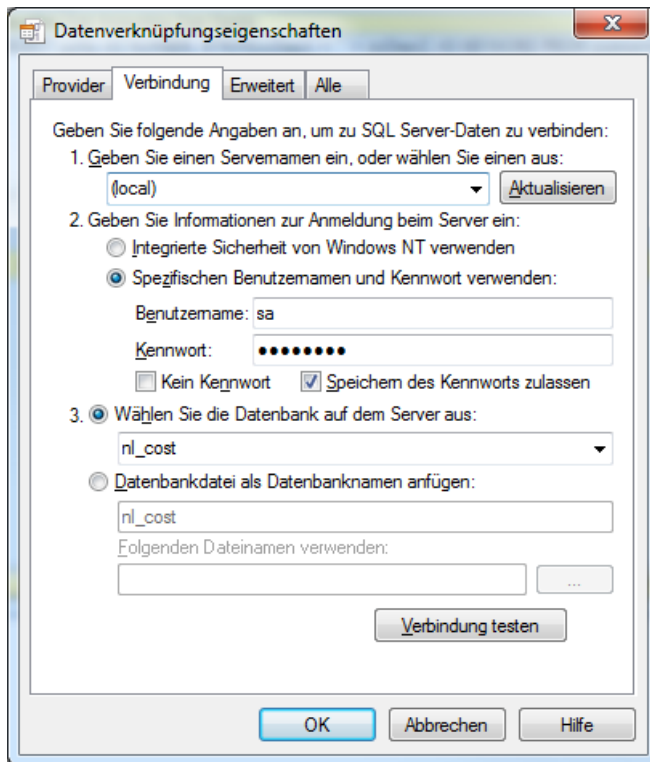 Datenverknüpfungseigenschaften
Provider Verbindung Erweitert Alle
Geben Sie folgende Angaben an, um zu SQL Server-Daten zu verbinden:
1. Geben Sie einen Servernamen ein, oder wählen Sie einen aus:
(local) Aktualisieren
2. Geben Sie Informationen zur Anmeldung beim Server ein:
Integrierte Sicherheit von Windows NT verwenden
Spezifischen Benutzernamen und Kennwort verwenden:
Benutzername: sa
Kennwort: ●●●●●●●●
Kein Kennwort Speichern des Kennworts zulassen
3. Wählen Sie die Datenbank auf dem Server aus:
nl_cost
Datenbankdatei als Datenbanknamen anfügen:
nl_cost
Folgenden Dateinamen verwenden:
...
Verbindung testen
OK Abbrechen Hilfe